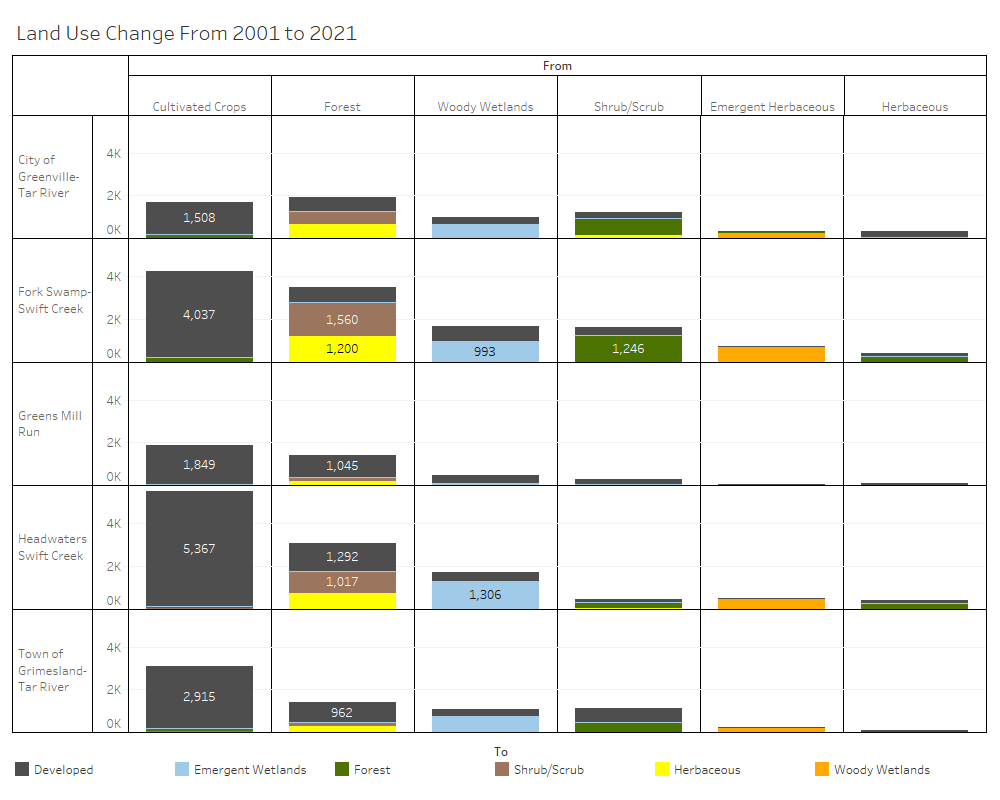 Land Use Change From 2001 to 2021
From
Cultivated Crops Forest Woody Wetlands Shrub/Scrub Emergent Herbaceous Herbaceous
City of
Greenville-
Tar River
4K
2K
0K
1,508
Fork Swamp-
Swift Creek
4K
2K
0K
4,037
1,560
1,200
993
1,246
Greens Mill
Run
4K
2K
0K
1,849
1,045
Headwaters
Swift Creek
4K
2K
0K
5,367
1,292
1,017
1,306
Town of
Grimesland-
Tar River
4K
2K
0K
2,915
962
To
Developed Emergent Wetlands Forest Shrub/Scrub Herbaceous Woody Wetlands